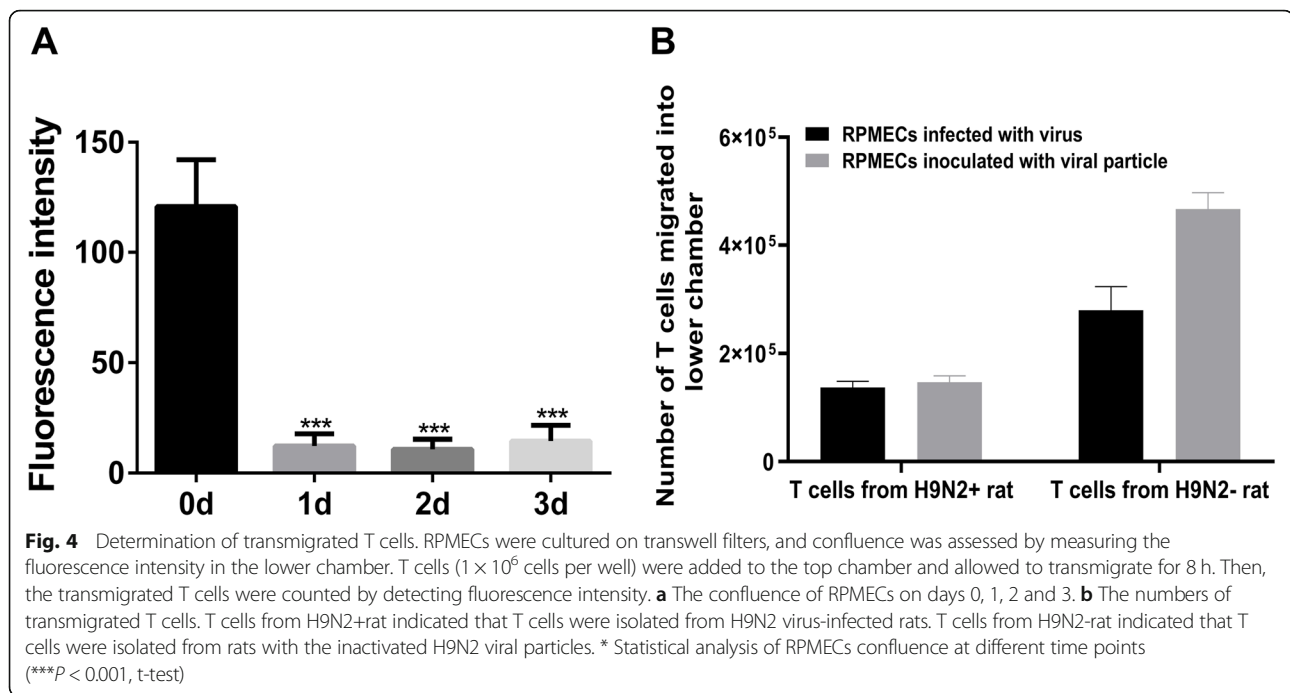 A
Fluorescence intensity
150
100
50
0
***
***
***
0d
1d
2d
3d
B
Number of T cells migrated into
lower chamber
6×10⁵
4×10⁵
2×10⁵
0
RPMECs infected with virus
RPMECs inoculated with viral particle
T cells from H9N2+ rat
T cells from H9N2- rat
Fig. 4 Determination of transmigrated T cells. RPMECs were cultured on transwell filters, and confluence was assessed by measuring the
fluorescence intensity in the lower chamber. T cells (1 × 10⁶ cells per well) were added to the top chamber and allowed to transmigrate for 8 h. Then,
the transmigrated T cells were counted by detecting fluorescence intensity. a The confluence of RPMECs on days 0, 1, 2 and 3. b The numbers of
transmigrated T cells. T cells from H9N2+rat indicated that T cells were isolated from H9N2 virus-infected rats. T cells from H9N2-rat indicated that T
cells were isolated from rats with the inactivated H9N2 viral particles. * Statistical analysis of RPMECs confluence at different time points
(***P < 0.001, t-test)